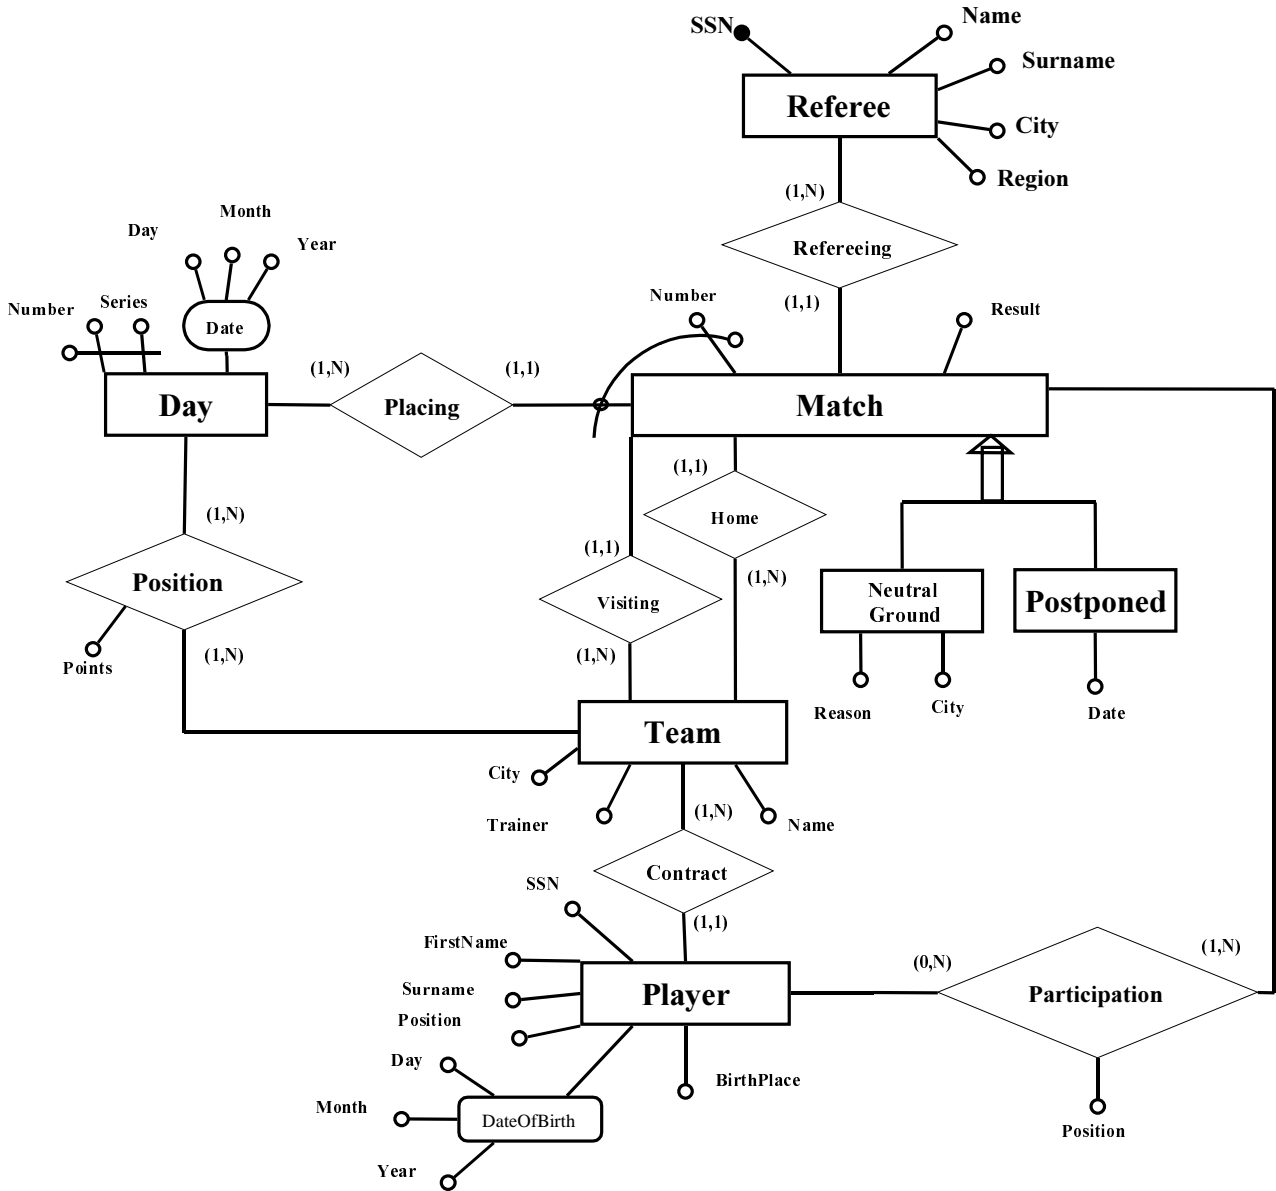 SSN
Name
Surname
Referee
City
Region
(1,N)
Month
Day
Year
Refereeing
Number
Series
Date
(1,1)
Number
Result
(1,N)
(1,1)
Day
Placing
Match
(1,1)
(1,N)
Home
(1,1)
(1,N)
Position
Visiting
Neutral
Ground
Postponed
(1,N)
(1,N)
Points
Reason
City
Date
Team
City
Trainer
(1,N)
Name
Contract
SSN
(1,1)
FirstName
(0,N)
(1,N)
Surname
Player
Participation
Position
Day
BirthPlace
Month
DateOfBirth
Position
Year